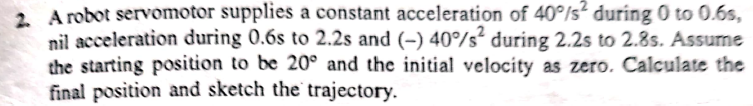 2. A robot servomotor supplies a constant acceleration of 40°/s² during 0 to 0.6s,
nil acceleration during 0.6s to 2.2s and (–) 40°/s² during 2.2s to 2.8s. Assume
the starting position to be 20° and the initial velocity as zero. Calculate the
final position and sketch the trajectory.